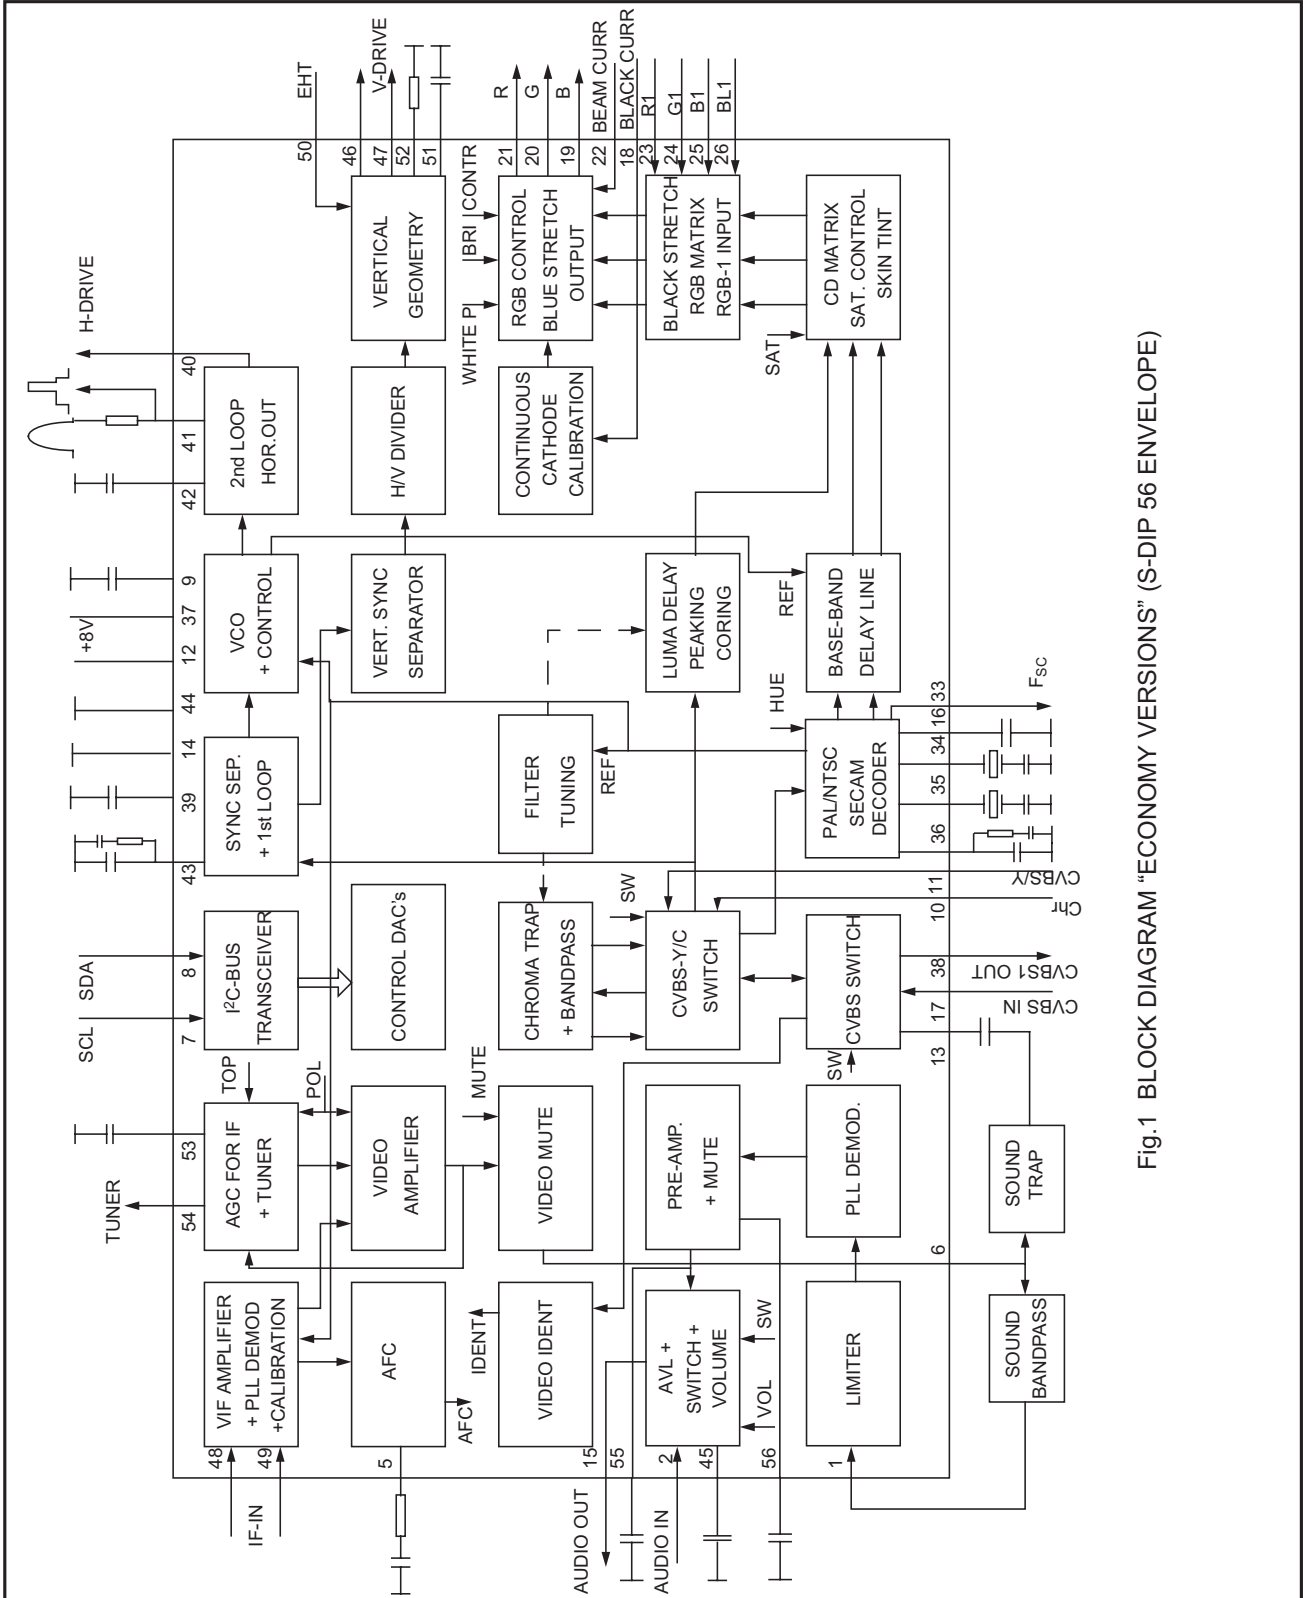 TUNER
54
53
SCL
7
SDA
8
43
39
14
44
12
+8V
37
9
42
41
40
H-DRIVE
IF-IN
48
49
VIF AMPLIFIER
+ PLL DEMOD
+CALIBRATION
AGC FOR IF
+ TUNER
TOP
POL
I²C-BUS
TRANSCEIVER
SYNC SEP.
+ 1st LOOP
VCO
+ CONTROL
2nd LOOP
HOR.OUT
50
EHT
46
47
V-DRIVE
52
51
5
AFC
AFC
VIDEO
AMPLIFIER
MUTE
CONTROL DAC's
VERT. SYNC
SEPARATOR
H/V DIVIDER
VERTICAL
GEOMETRY
IDENT
VIDEO IDENT
VIDEO MUTE
CHROMA TRAP
+ BANDPASS
SW
FILTER
TUNING
REF
CONTINUOUS
CATHODE
CALIBRATION
WHITE P
BRI
CONTR
RGB CONTROL
BLUE STRETCH
OUTPUT
21
R
20
G
19
B
22
BEAM CURR
18
BLACK CURR
AUDIO OUT
15
55
AUDIO IN
2
45
56
AVL +
SWITCH +
VOLUME
VOL
SW
PRE-AMP.
+ MUTE
CVBS-Y/C
SWITCH
LUMA DELAY
PEAKING
CORING
HUE
REF
SAT
BLACK STRETCH
RGB MATRIX
RGB-1 INPUT
23
R1
24
G1
25
B1
26
BL1
1
LIMITER
PLL DEMOD.
SW
CVBS SWITCH
PAL/NTSC
SECAM
DECODER
BASE-BAND
DELAY LINE
CD MATRIX
SAT. CONTROL
SKIN TINT
6
13
17
38
10
11
36
35
34
16
33
CVBS IN
CVBS1 OUT
Chr
CVBS/Y
FSC
SOUND
BANDPASS
SOUND
TRAP
Fig.1 BLOCK DIAGRAM “ECONOMY VERSIONS” (S-DIP 56 ENVELOPE)